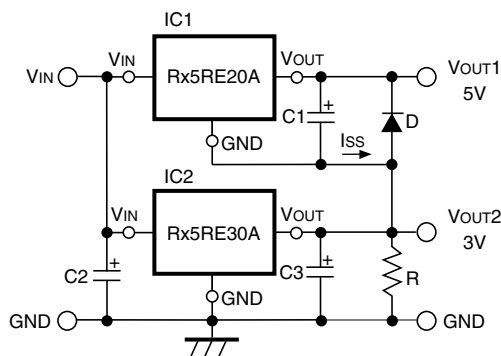 IC1
VIN
VIN
Rx5RE20A
VOUT
VOUT1
5V
+
C1
D
GND
ISS
IC2
VIN
Rx5RE30A
VOUT
VOUT2
3V
C2
+
GND
C3
+
R
GND
GND